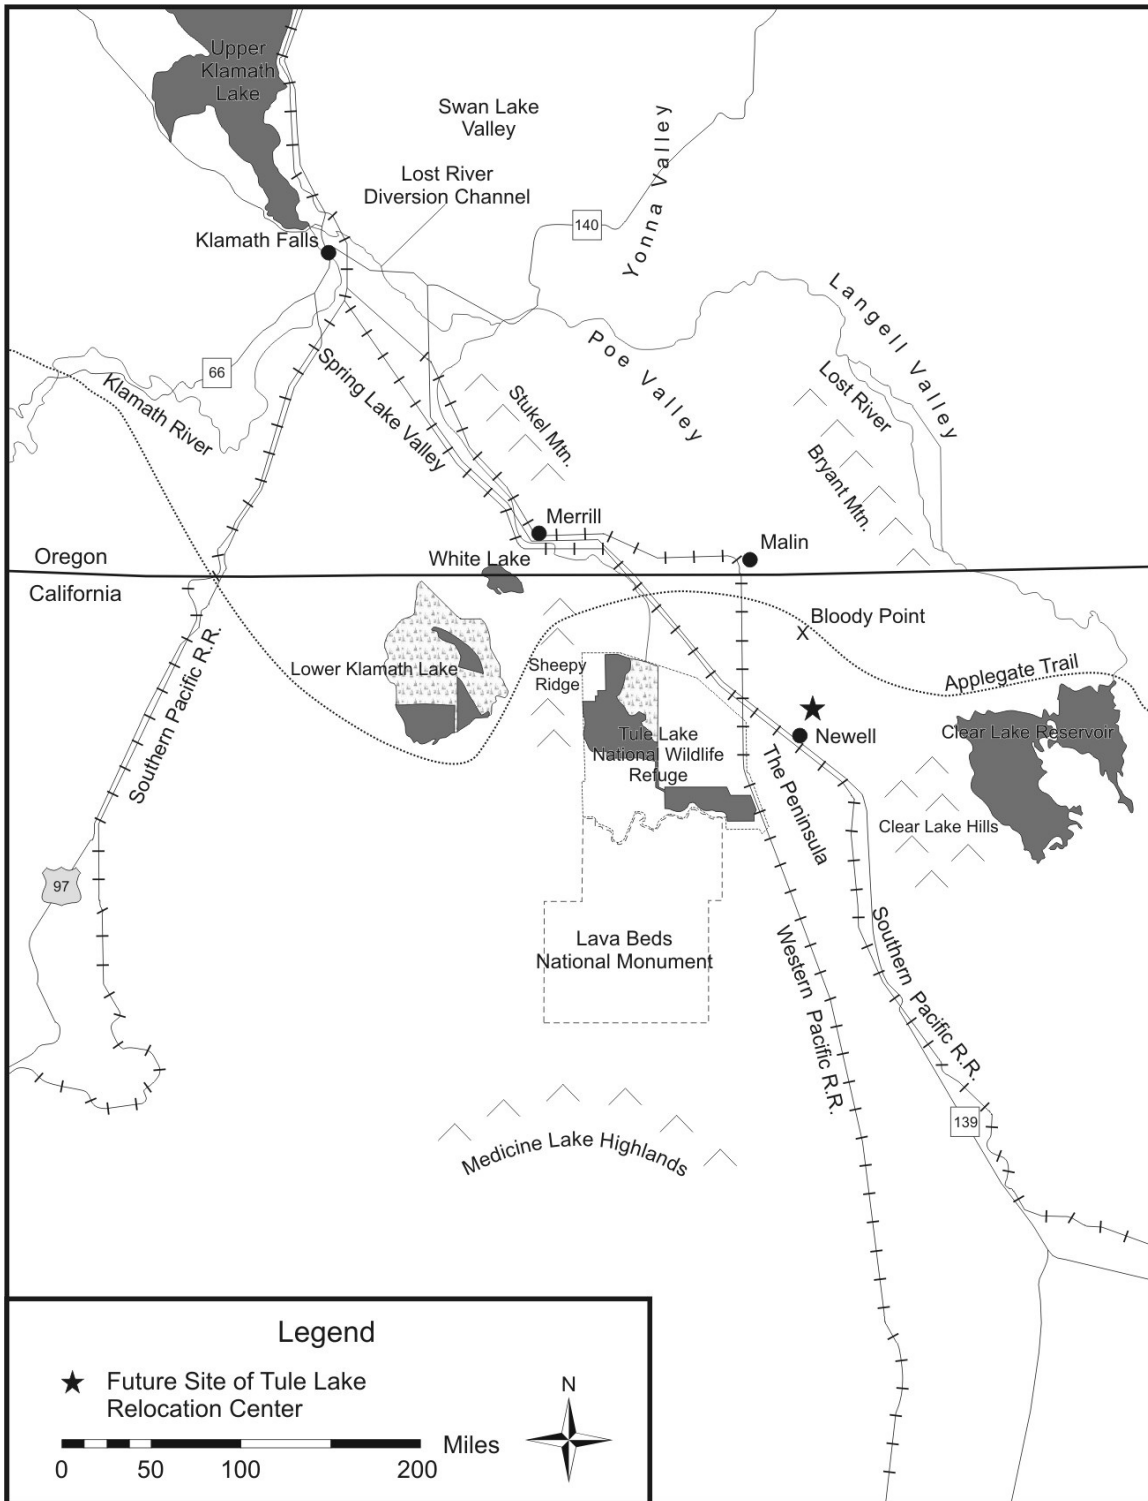 Upper
Klamath
Lake
Swan Lake
Valley
Yonna Valley
Lost River
Diversion Channel
140
Klamath Falls
Langell Valley
Poe Valley
66
Klamath River
Spring Lake Valley
Stukel Mtn.
Lost River
Bryant Mtn.
Merrill
Malin
Oregon
White Lake
California
Bloody Point
Southern Pacific R.R.
Lower Klamath Lake
Sheepy
Ridge
Applegate Trail
Newell
Clear Lake Reservoir
Tule Lake
National Wildlife
Refuge
The Peninsula
Clear Lake Hills
97
Lava Beds
National Monument
Western Pacific R.R.
Southern Pacific R.R.
139
Medicine Lake Highlands
Legend
Future Site of Tule Lake
Relocation Center
N
Miles
0 50 100 200